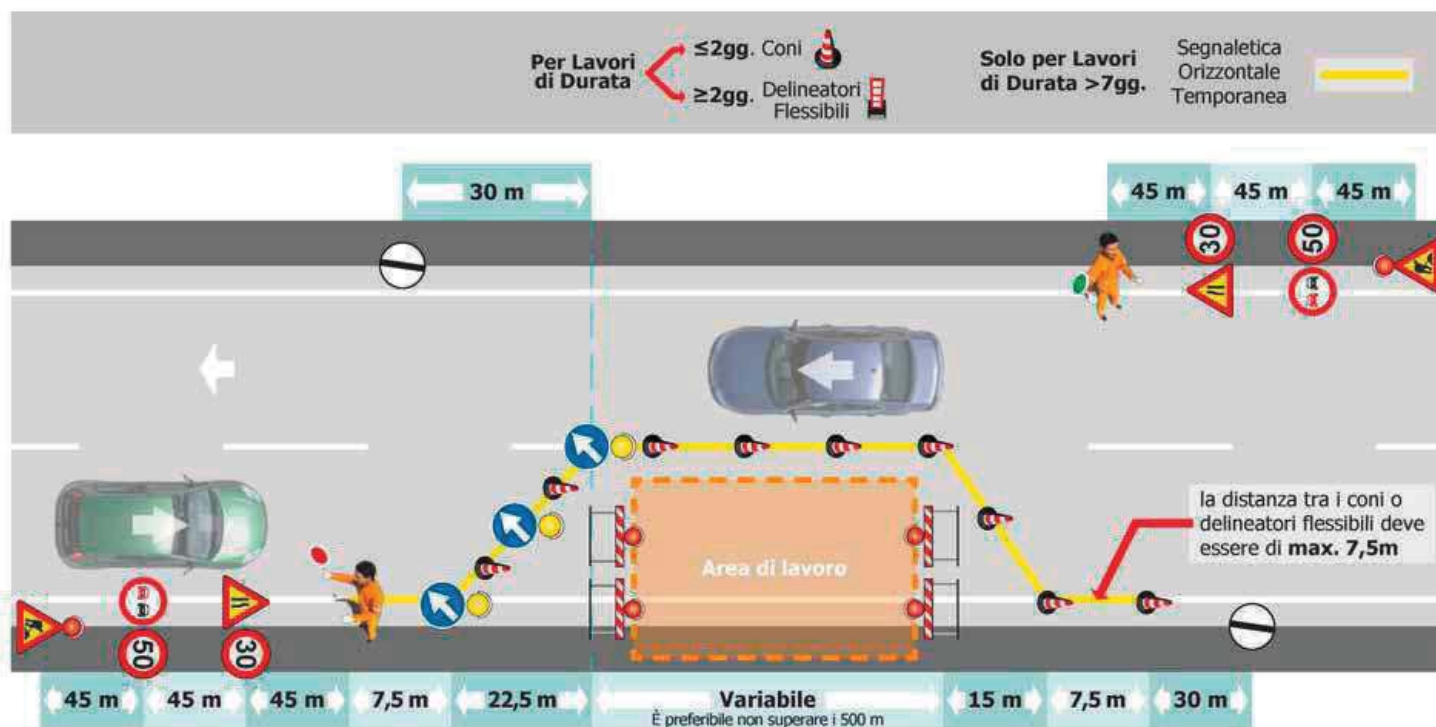 Per Lavori
di Durata
≤2gg. Coni
≥2gg. Delineatori
Flessibili
Solo per Lavori
di Durata >7gg.
Segnaletica
Orizzontale
Temporanea
30 m
45 m 45 m 45 m
30 50
la distanza tra i coni o
delineatori flessibili deve
essere di max. 7,5m
Area di lavoro
50 30
45 m 45 m 45 m 7,5 m 22,5 m Variabile 15 m 7,5 m 30 m
È preferibile non superare i 500 m